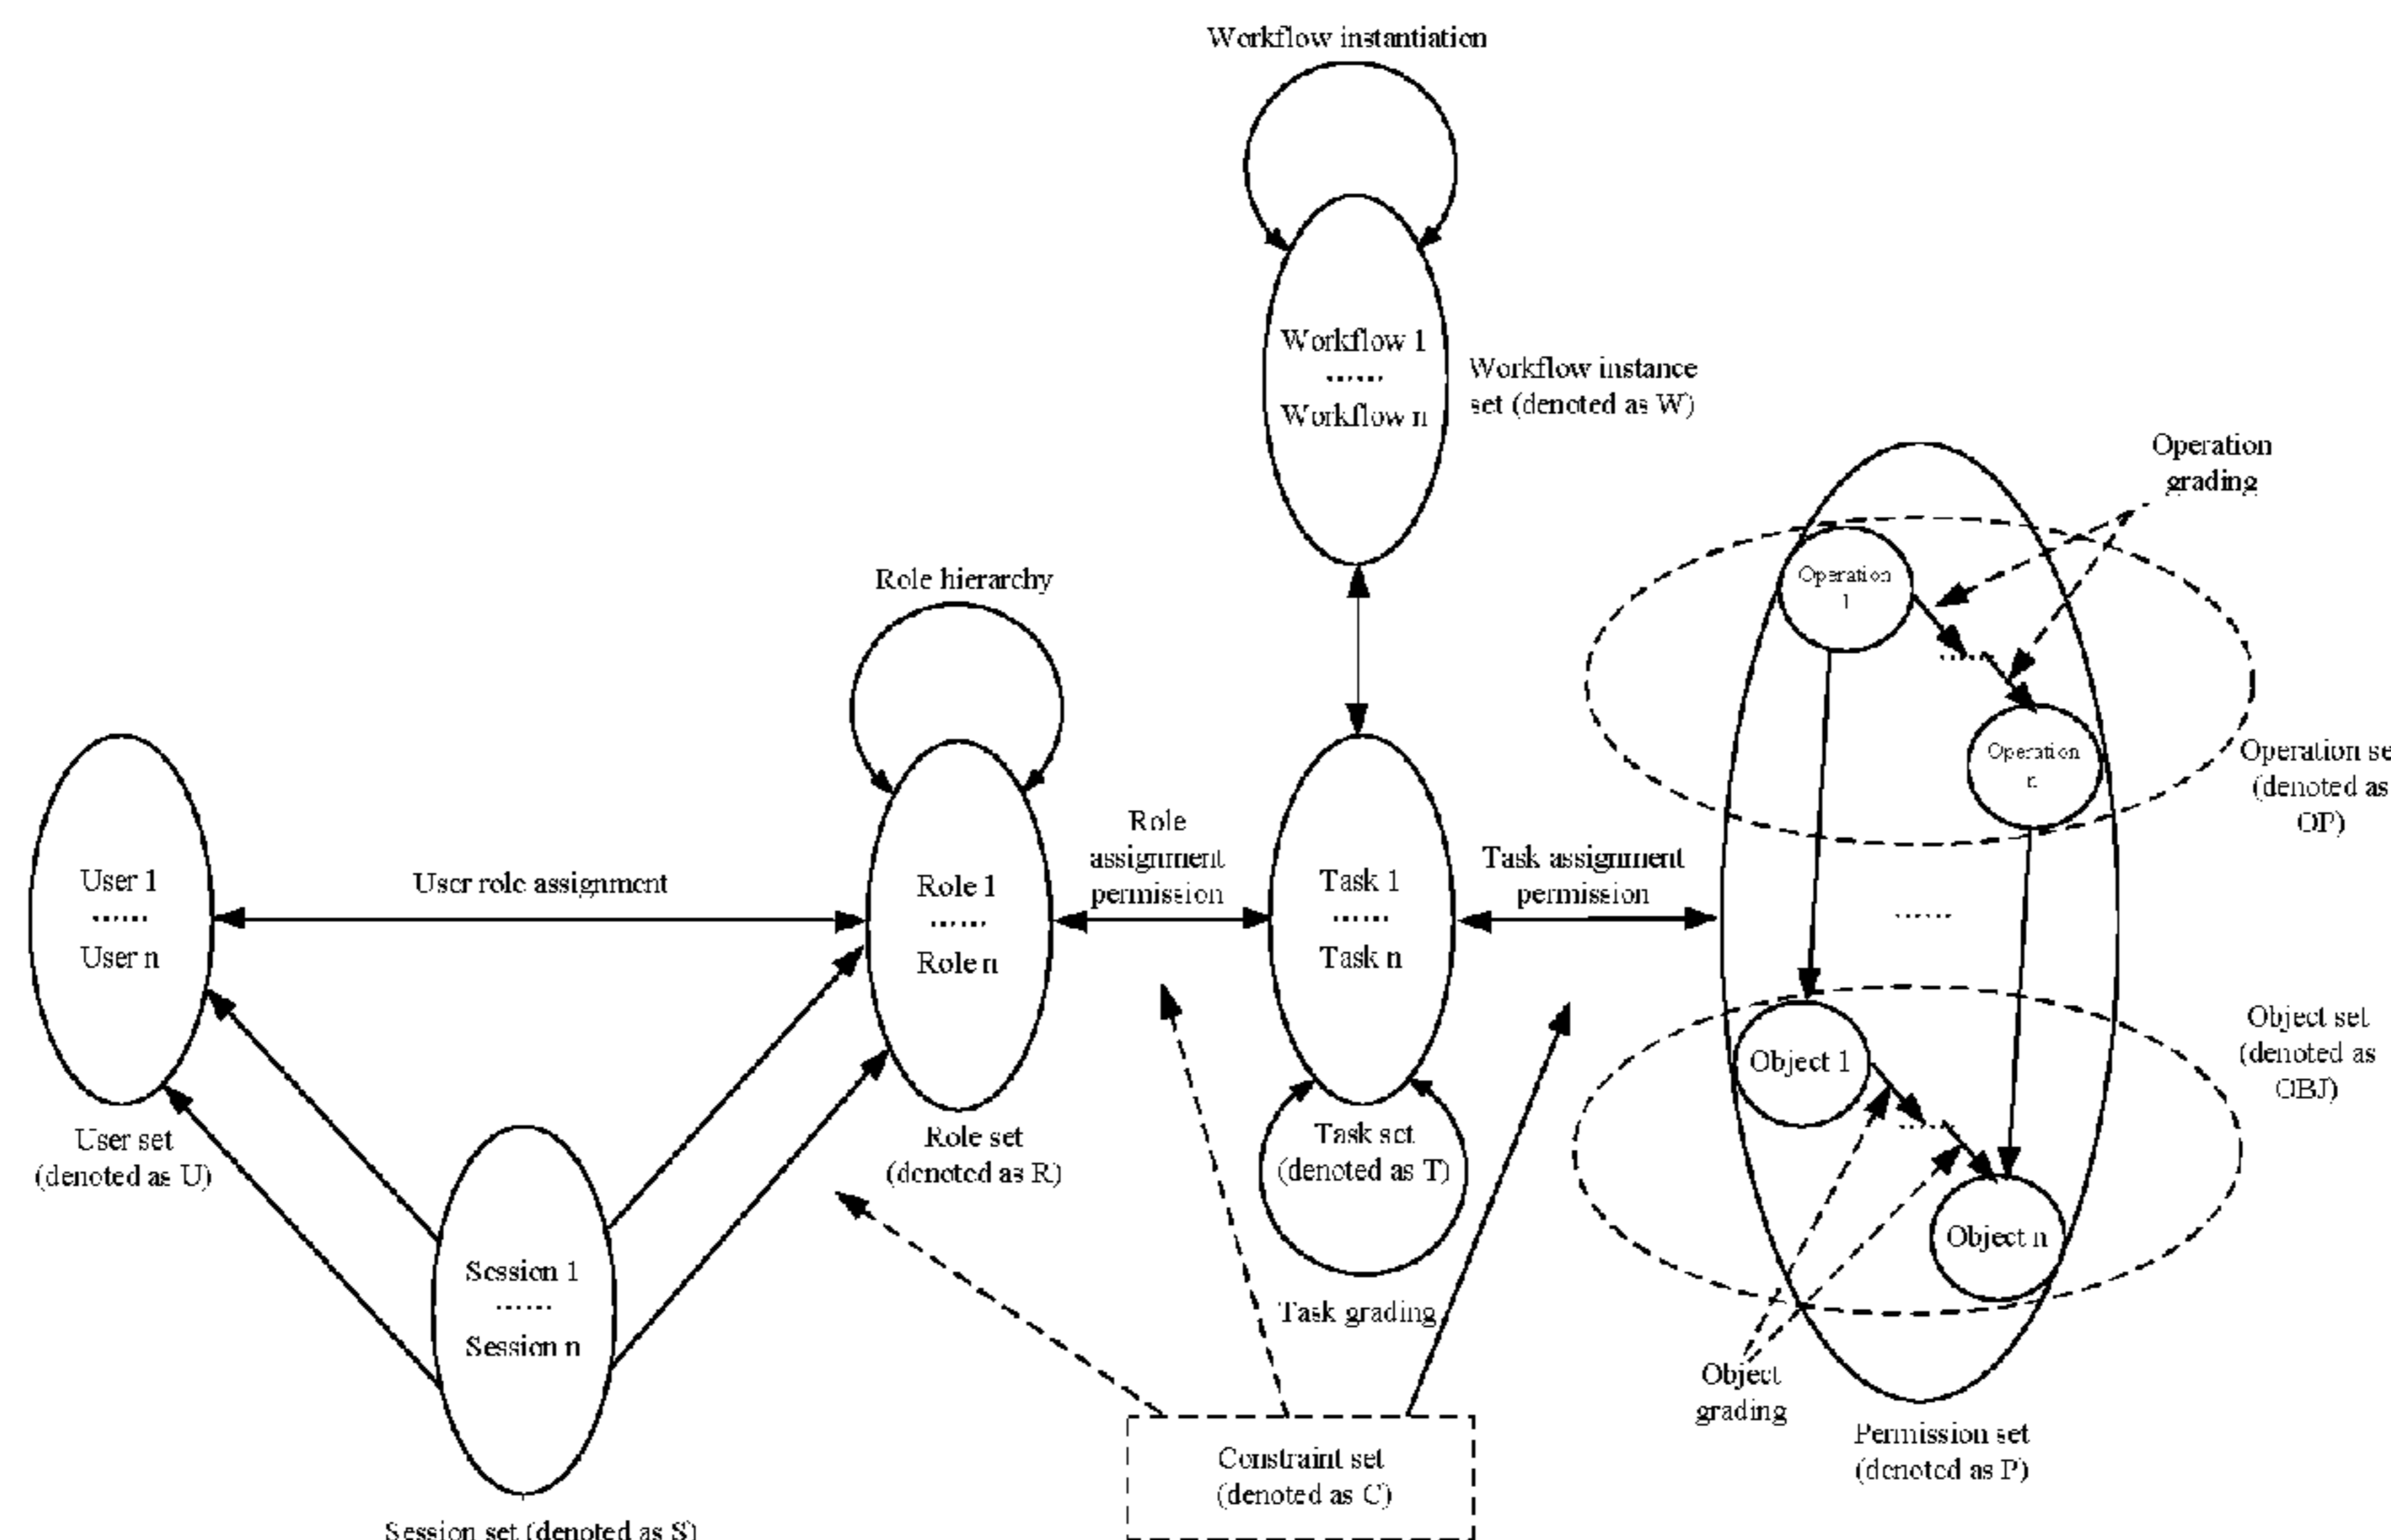 Workflow instantiation
Workflow 1
......
Workflow n
Workflow instance
set (denoted as W)
Operation
grading
Operation
1
Operation
n
Operation se
(denoted as
OP)
Role hierarchy
User 1
......
User n
User role assignment
Role 1
......
Role n
Role
assignment
permission
Task 1
......
Task n
Task assignment
permission
......
......
Object set
(denoted as
OBJ)
Object 1
......
Object n
User set
(denoted as U)
Role set
(denoted as R)
Task set
(denoted as T)
Session 1
......
Session n
Task grading
Object
grading
Permission set
(denoted as P)
Constraint set
(denoted as C)
Session set (denoted as S)